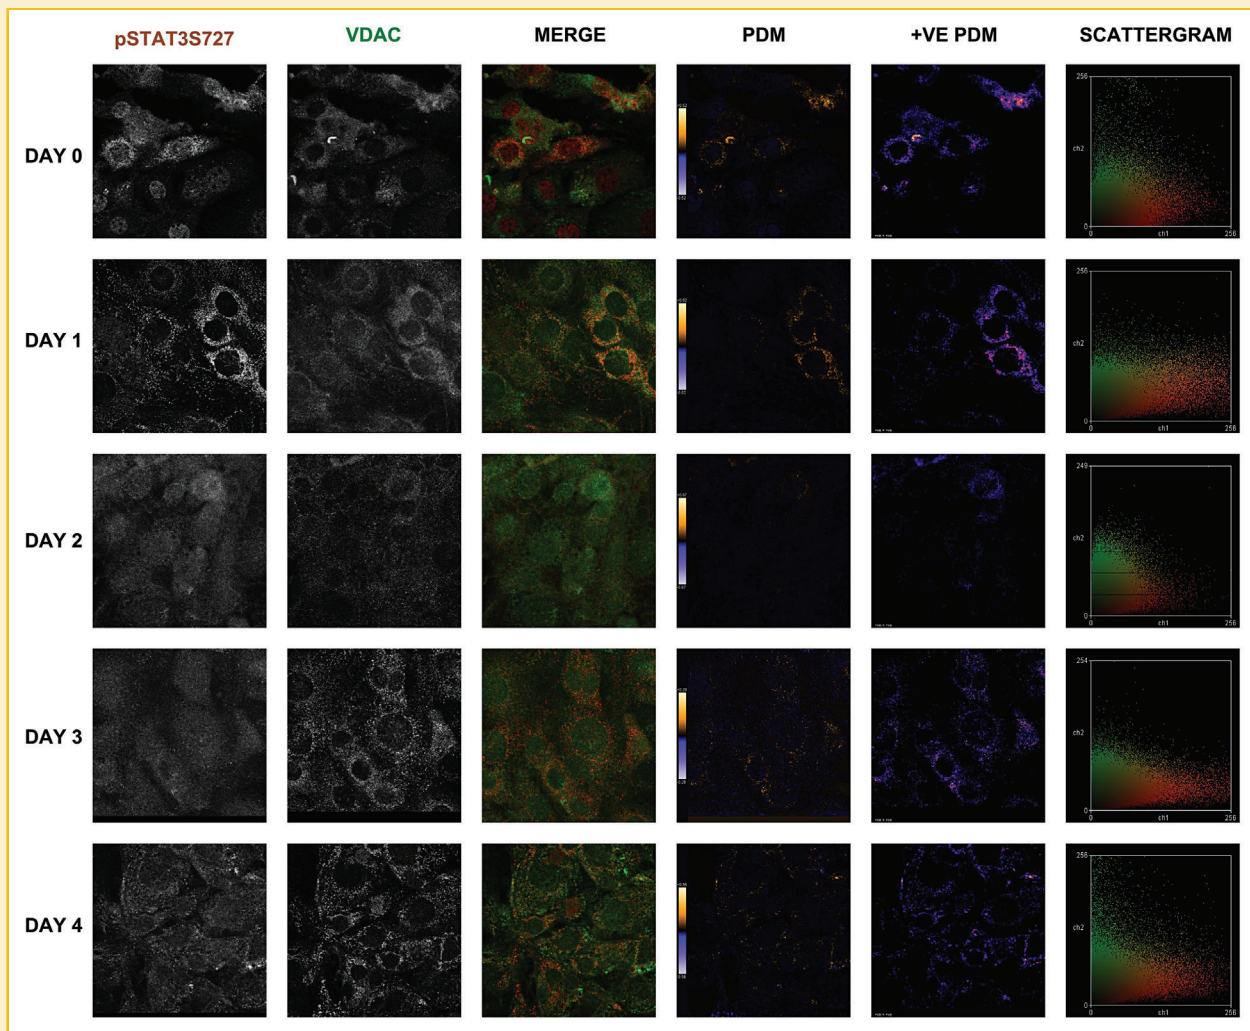 pSTAT3S727 VDAC MERGE PDM +VE PDM SCATTERGRAM
DAY 0
256
ch2
0
0 ch1 256
DAY 1
256
ch2
0
0 ch1 256
DAY 2
249
ch2
0
0 ch1 256
DAY 3
254
ch2
0
0 ch1 256
DAY 4
256
ch2
0
0 ch1 256